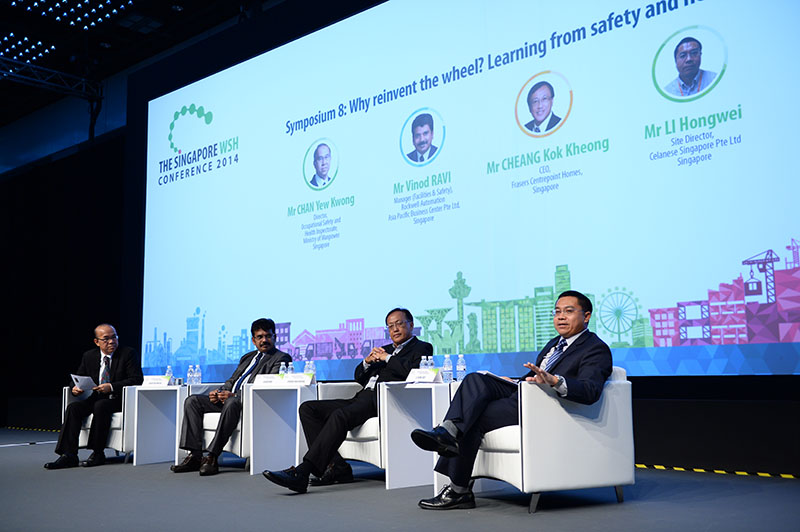 THE SINGAPORE WSH
CONFERENCE 2014
Symposium 8: Why reinvent the wheel? Learning from safety and
Mr CHAN Yew Kwong
Director,
Occupational Safety and
Health Inspectorate,
Ministry of Manpower
Singapore
Mr Vinod RAVI
Manager (Facilities & Safety),
Rockwell Automation
Asia Pacific Business Center Pte Ltd,
Singapore
Mr CHEANG Kok Kheong
CEO,
Frasers Centrepoint Homes,
Singapore
Mr LI Hongwei
Site Director,
Celanese Singapore Pte Ltd
Singapore